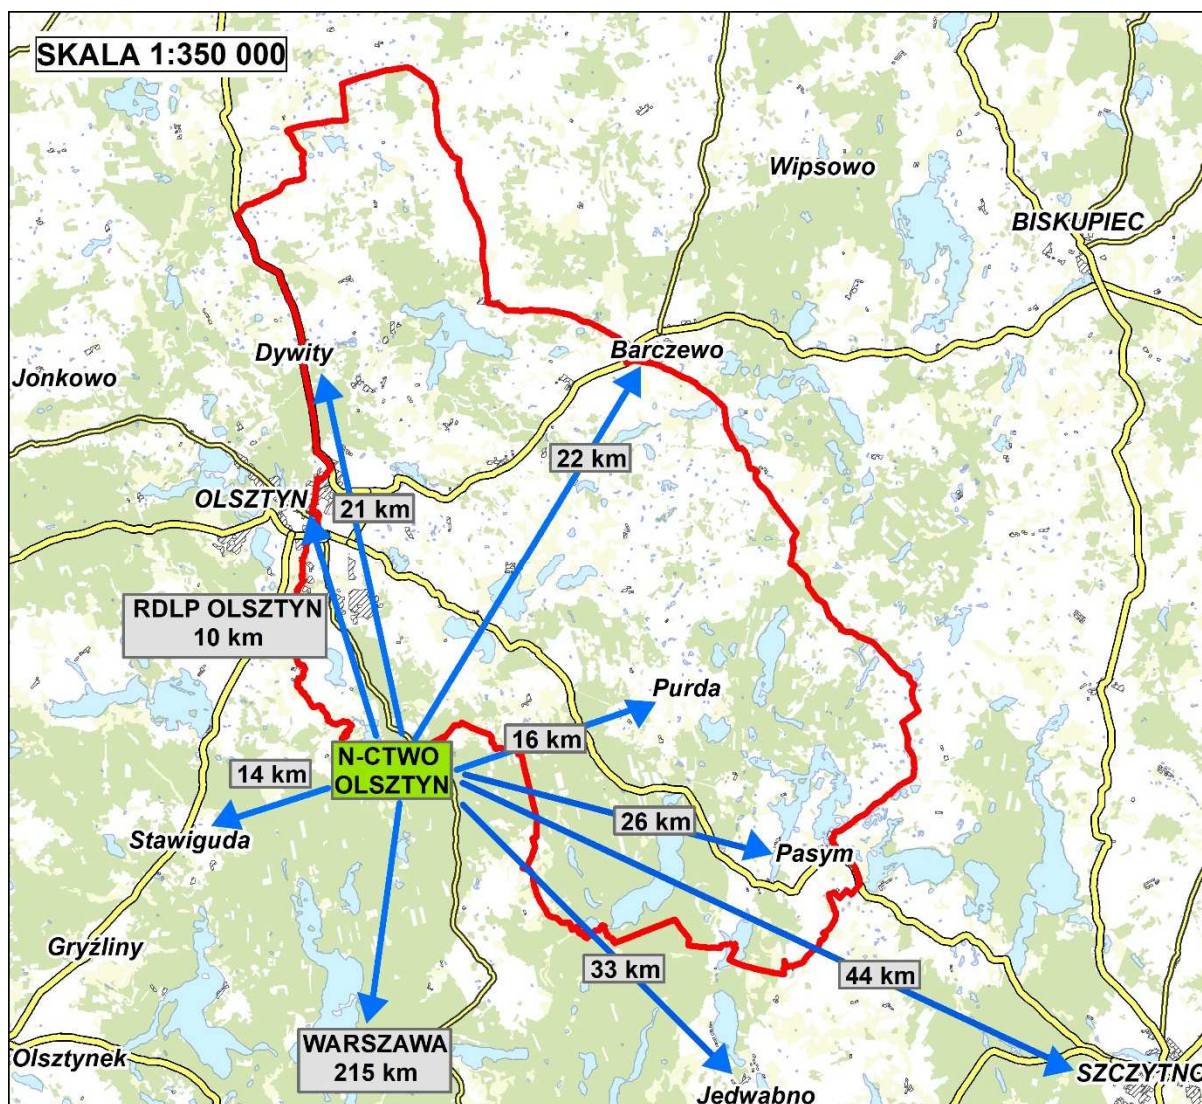 SKALA 1:350 000
Wipsowo
BISKUPIEC
Dywity
Barczewo
Jonkowo
22 km
OLSZTYN
21 km
RDLP OLSZTYN
10 km
Purda
16 km
N-CTWO
OLSZTYN
14 km
26 km
Stawiguda
Pasym
Gryźliny
33 km
44 km
WARSZAWA
215 km
Olsztynek
SZCZYTNO
Jedwabno